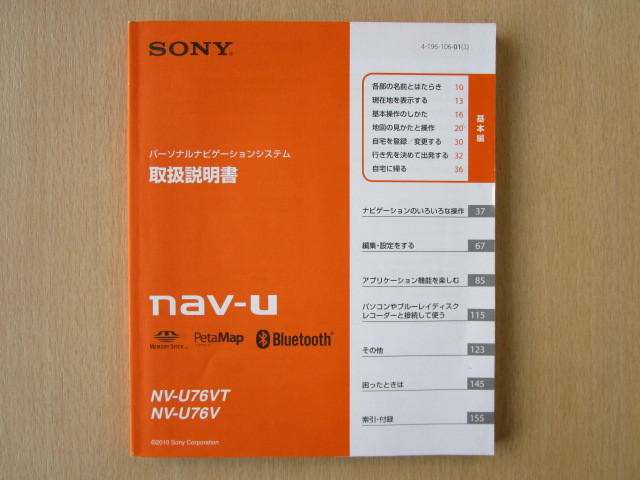 SONY®
パーソナルナビゲーションシステム
取扱説明書
nav-u
MEMORY STICK™
PetaMap
Bluetooth®
NV-U76VT
NV-U76V
©2010 Sony Corporation
4-196-106-01(1)
各部の名前とはたらき 10
現在地を表示する 13
基本操作のしかた 16
地図の見かたと操作 20
自宅を登録／変更する 30
行き先を決めて出発する 32
自宅に帰る 36
基本編
ナビゲーションのいろいろな操作 37
編集・設定をする 67
アプリケーション機能を楽しむ 85
パソコンやブルーレイディスク
レコーダーと接続して使う 115
その他 123
困ったときは 145
索引・付録 155